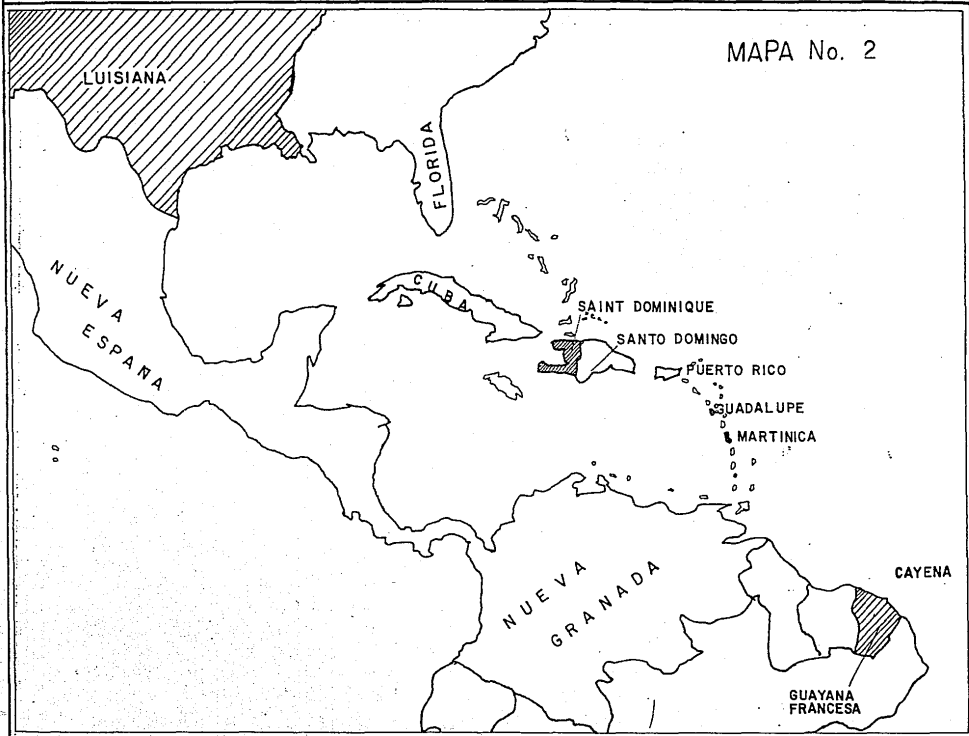 MAPA No. 2
LUISIANA
FLORIDA
NUEVA
ESPAÑA
CUBA
SAINT DOMINIQUE
SANTO DOMINGO
PUERTO RICO
GUADALUPE
MARTINICA
NUEVA
GRANADA
CAYENA
GUAYANA
FRANCESA